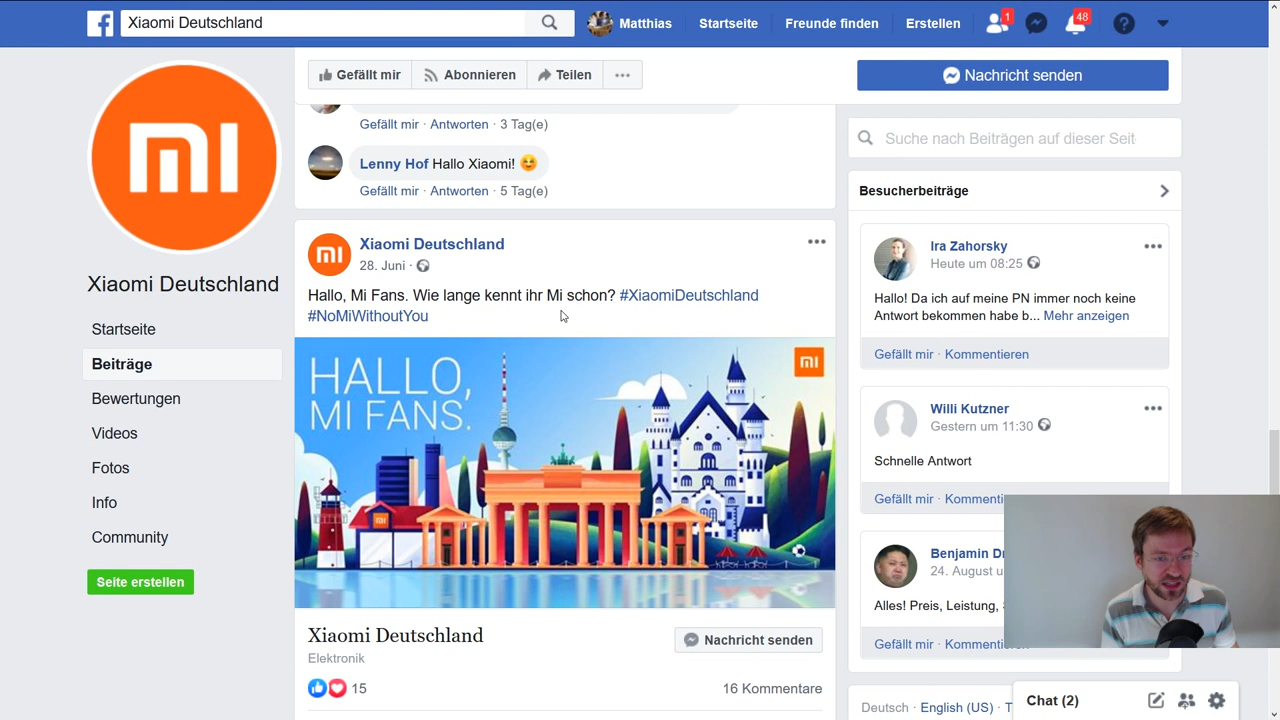 Xiaomi Deutschland
Matthias
Startseite
Freunde finden
Erstellen
1
48
Gefällt mir
Abonnieren
Teilen
Nachricht senden
mi
Xiaomi Deutschland
Startseite
Beiträge
Bewertungen
Videos
Fotos
Info
Community
Seite erstellen
Gefällt mir · Antworten · 3 Tag(e)
Lenny Hof Hallo Xiaomi!
Gefällt mir · Antworten · 5 Tag(e)
mi
Xiaomi Deutschland
28. Juni ·
Hallo, Mi Fans. Wie lange kennt ihr Mi schon? #XiaomiDeutschland
#NoMiWithoutYou
HALLO,
MI FANS.
mi
mi
Xiaomi Deutschland
Nachricht senden
Elektronik
15
16 Kommentare
Suche nach Beiträgen auf dieser Seit
Besucherbeiträge
Ira Zahorsky
Heute um 08:25
Hallo! Da ich auf meine PN immer noch keine
Antwort bekommen habe b... Mehr anzeigen
Gefällt mir · Kommentieren
Willi Kutzner
Gestern um 11:30
Schnelle Antwort
Gefällt mir · Kommenti
Benjamin D
24. August u
Alles! Preis, Leistung,
Gefällt mir · Kommentieren
Deutsch · English (US) · T
Chat (2)